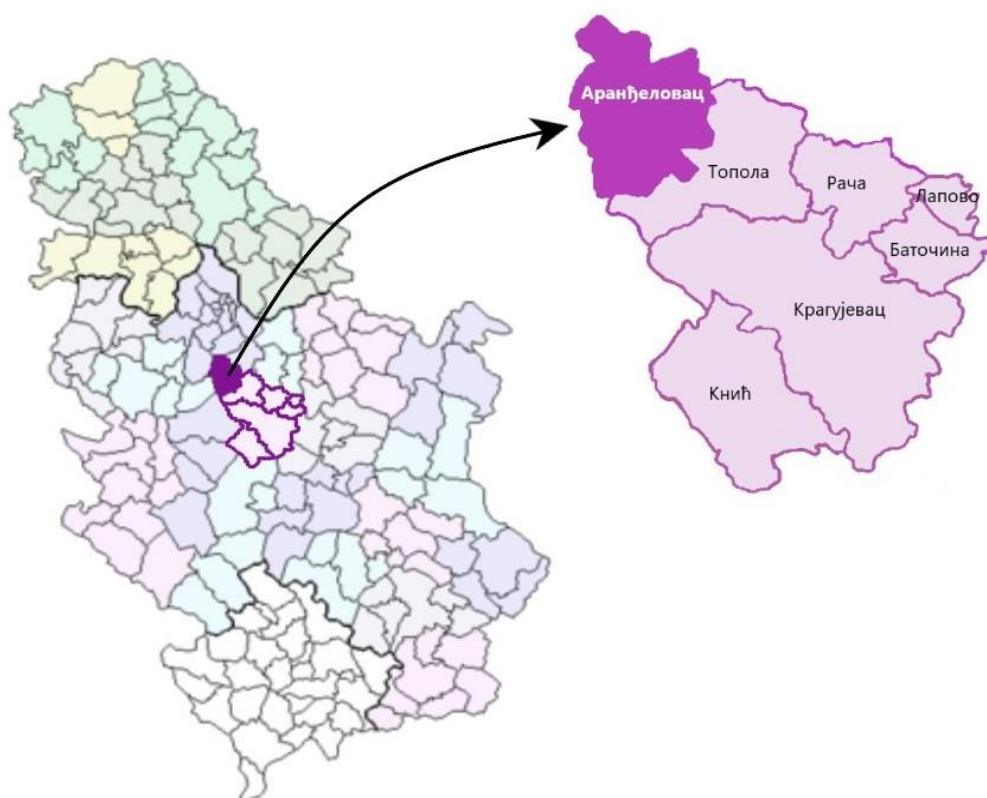 Аранђеловац
Топола
Рача
Лапово
Баточина
Крагујевац
Кнић